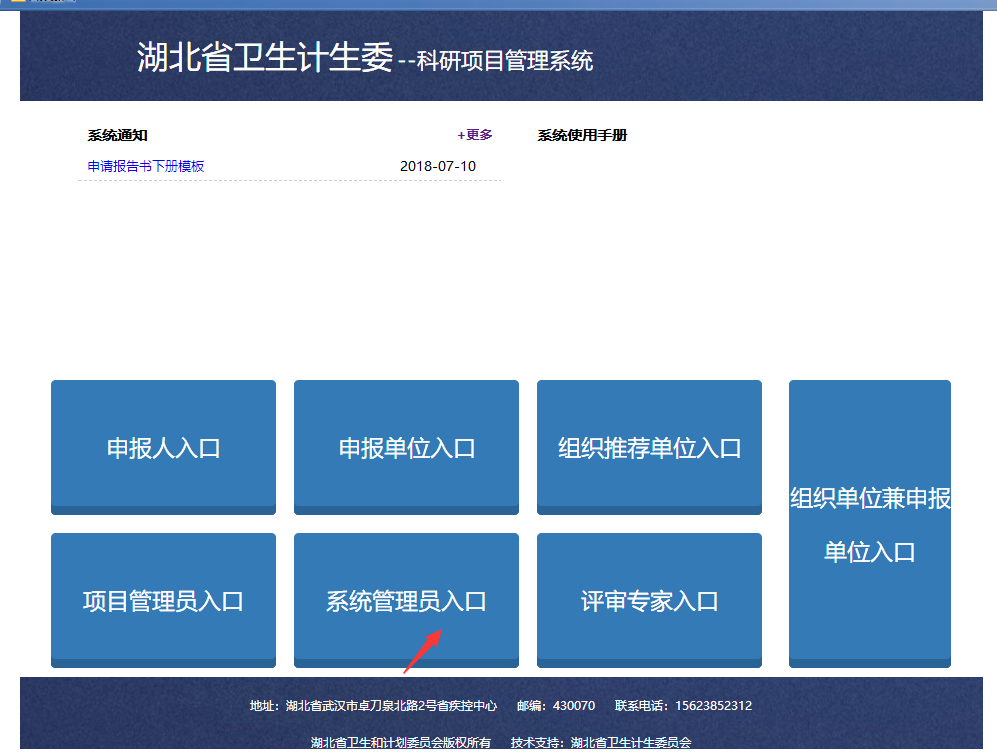 湖北省卫生计生委 --科研项目管理系统
系统通知 +更多 系统使用手册
申请报告书下册模板 2018-07-10
申报人入口 申报单位入口 组织推荐单位入口
组织单位兼申报
单位入口
项目管理员入口 系统管理员入口 评审专家入口
地址：湖北省武汉市卓刀泉北路2号省疾控中心 邮编：430070 联系电话：15623852312
湖北省卫生和计划委员会版权所有 技术支持：湖北省卫生计生委员会